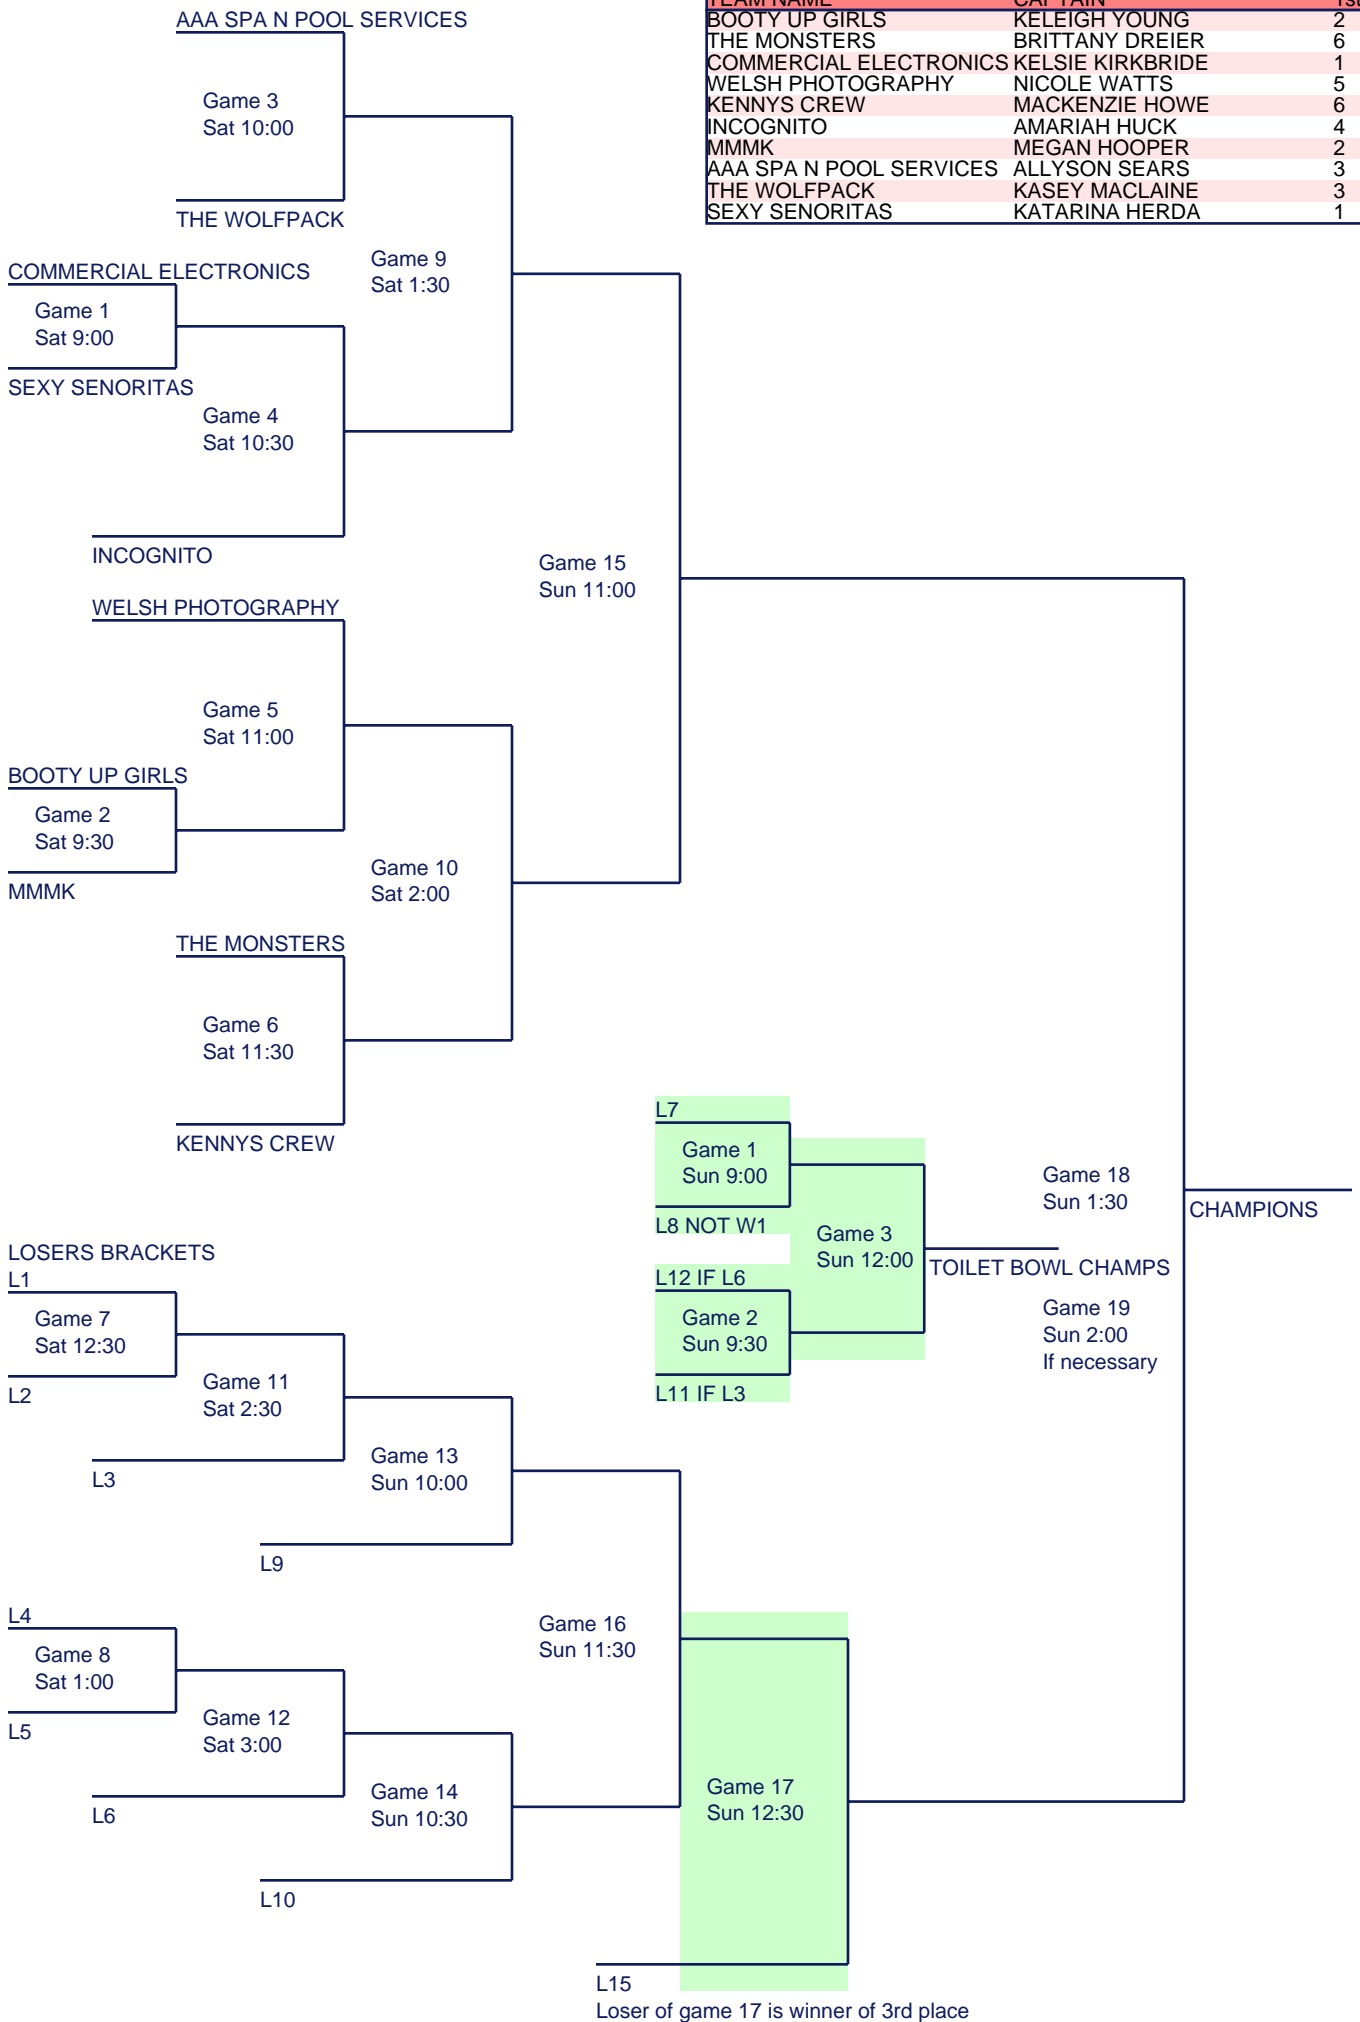 AAA SPA N POOL SERVICES
TEAM NAME CAPTAIN
BOOTY UP GIRLS KELEIGH YOUNG 2
THE MONSTERS BRITTANY DREIER 6
COMMERCIAL ELECTRONICS KELSIE KIRKBRIDE 1
WELSH PHOTOGRAPHY NICOLE WATTS 5
KENNYS CREW MACKENZIE HOWE 6
INCOGNITO AMARIAH HUCK 4
MMMK MEGAN HOOPER 2
AAA SPA N POOL SERVICES ALLYSON SEARS 3
THE WOLFPACK KASEY MACLAINE 3
SEXY SENORITAS KATARINA HERDA 1
Game 3
Sat 10:00
THE WOLFPACK
Game 9
Sat 1:30
COMMERCIAL ELECTRONICS
Game 1
Sat 9:00
SEXY SENORITAS
Game 4
Sat 10:30
INCOGNITO
Game 15
Sun 11:00
WELSH PHOTOGRAPHY
Game 5
Sat 11:00
BOOTY UP GIRLS
Game 2
Sat 9:30
MMMK
Game 10
Sat 2:00
THE MONSTERS
Game 6
Sat 11:30
KENNYS CREW
L7
Game 1
Sun 9:00
L8 NOT W1
Game 3
Sun 12:00
L12 IF L6
Game 2
Sun 9:30
L11 IF L3
TOILET BOWL CHAMPS
Game 18
Sun 1:30
CHAMPIONS
Game 19
Sun 2:00
If necessary
LOSERS BRACKETS
L1
Game 7
Sat 12:30
L2
Game 11
Sat 2:30
L3
Game 13
Sun 10:00
L9
L4
Game 8
Sat 1:00
L5
Game 12
Sat 3:00
L6
Game 14
Sun 10:30
L10
Game 16
Sun 11:30
Game 17
Sun 12:30
L15
Loser of game 17 is winner of 3rd place